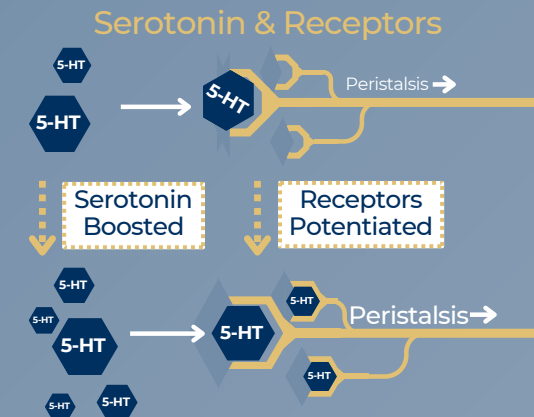 Serotonin & Receptors
5-HT
5-HT
5-HT
Peristalsis
Serotonin
Boosted
Receptors
Potentiated
5-HT
5-HT
5-HT
5-HT
5-HT
Peristalsis
5-HT
5-HT
5-HT